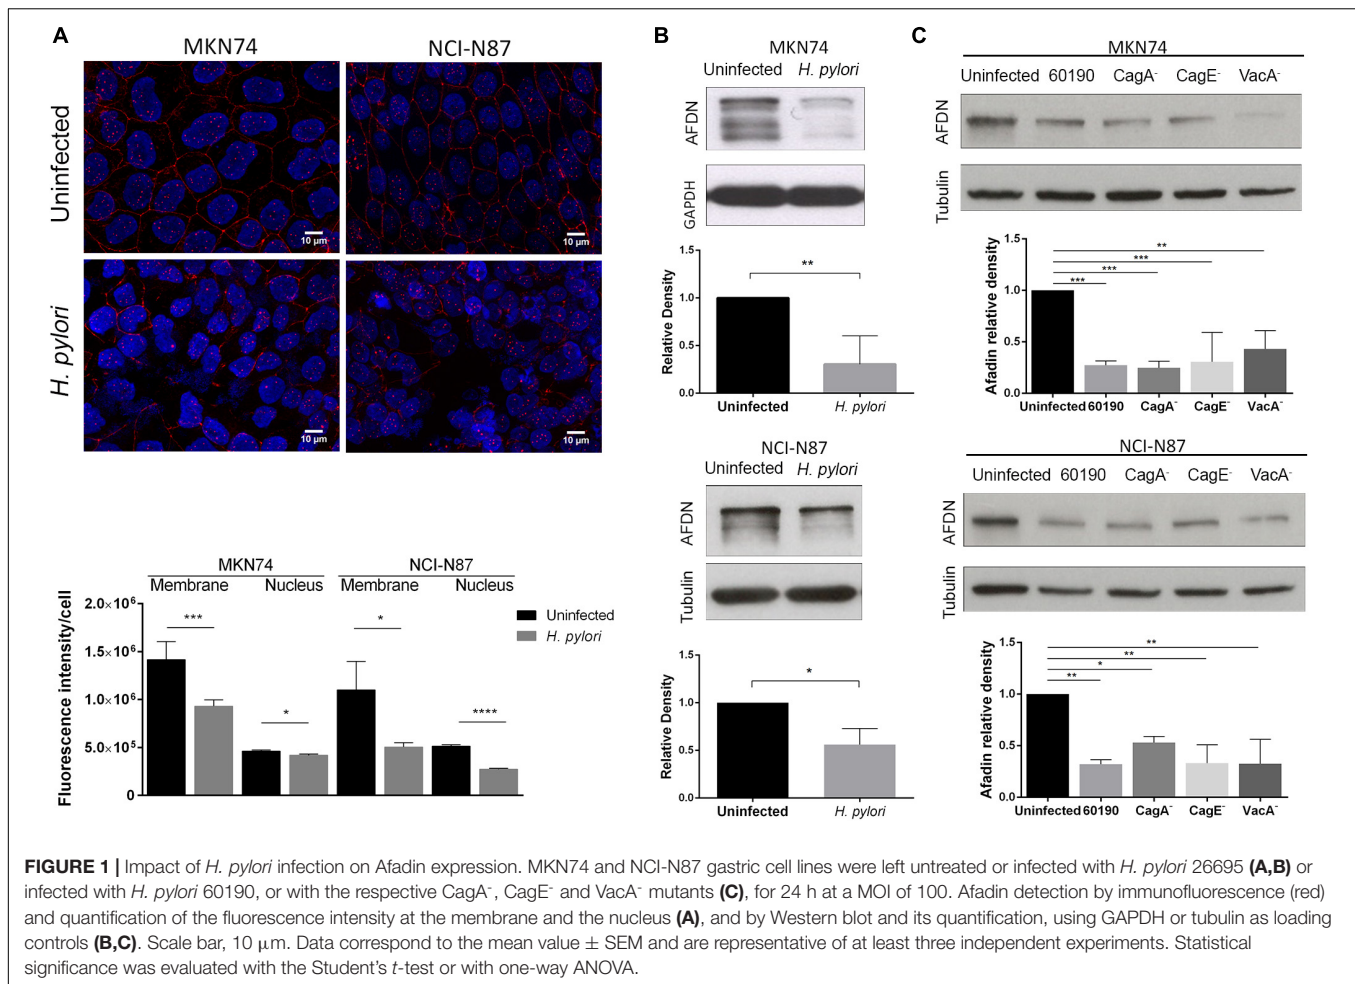 A
MKN74 NCI-N87
Uninfected
10 µm 10 µm
H. pylori
10 µm 10 µm
MKN74 NCI-N87
Membrane Nucleus Membrane Nucleus
Fluorescence intensity/cell
2.0×10⁶
1.5×10⁶
1.0×10⁶
5.0×10⁵
0
*** * * ****
Uninfected
H. pylori
B
MKN74
Uninfected H. pylori
AFDN
GAPDH
Relative Density
1.5
1.0
0.5
0.0
**
Uninfected H. pylori
NCI-N87
Uninfected H. pylori
AFDN
Tubulin
Relative Density
1.5
1.0
0.5
0.0
*
Uninfected H. pylori
C
MKN74
Uninfected 60190 CagA⁻ CagE⁻ VacA⁻
AFDN
Tubulin
Afadin relative density
1.5
1.0
0.5
0.0
**
***
***
***
Uninfected 60190 CagA⁻ CagE⁻ VacA⁻
NCI-N87
Uninfected 60190 CagA⁻ CagE⁻ VacA⁻
AFDN
Tubulin
Afadin relative density
1.5
1.0
0.5
0.0
**
**
*
**
Uninfected 60190 CagA⁻ CagE⁻ VacA⁻
FIGURE 1 | Impact of H. pylori infection on Afadin expression. MKN74 and NCI-N87 gastric cell lines were left untreated or infected with H. pylori 26695 (A,B) or
infected with H. pylori 60190, or with the respective CagA⁻, CagE⁻ and VacA⁻ mutants (C), for 24 h at a MOI of 100. Afadin detection by immunofluorescence (red)
and quantification of the fluorescence intensity at the membrane and the nucleus (A), and by Western blot and its quantification, using GAPDH or tubulin as loading
controls (B,C). Scale bar, 10 µm. Data correspond to the mean value ± SEM and are representative of at least three independent experiments. Statistical
significance was evaluated with the Student's t-test or with one-way ANOVA.